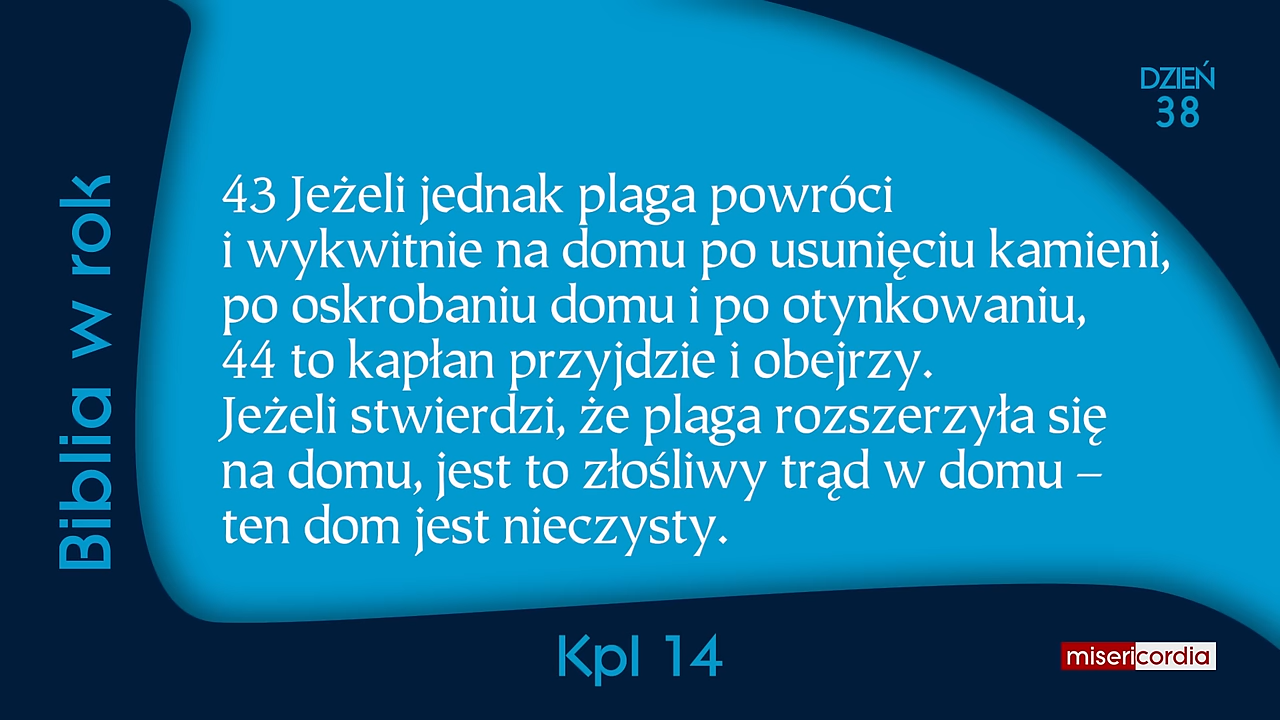 DZIEŃ
38
Biblia w rok
43 Jeżeli jednak plaga powróci
i wykwitnie na domu po usunięciu kamieni,
po oskrobaniu domu i po otynkowaniu,
44 to kapłan przyjdzie i obejrzy.
Jeżeli stwierdzi, że plaga rozszerzyła się
na domu, jest to złośliwy trąd w domu –
ten dom jest nieczysty.
Kpl 14
misericordia